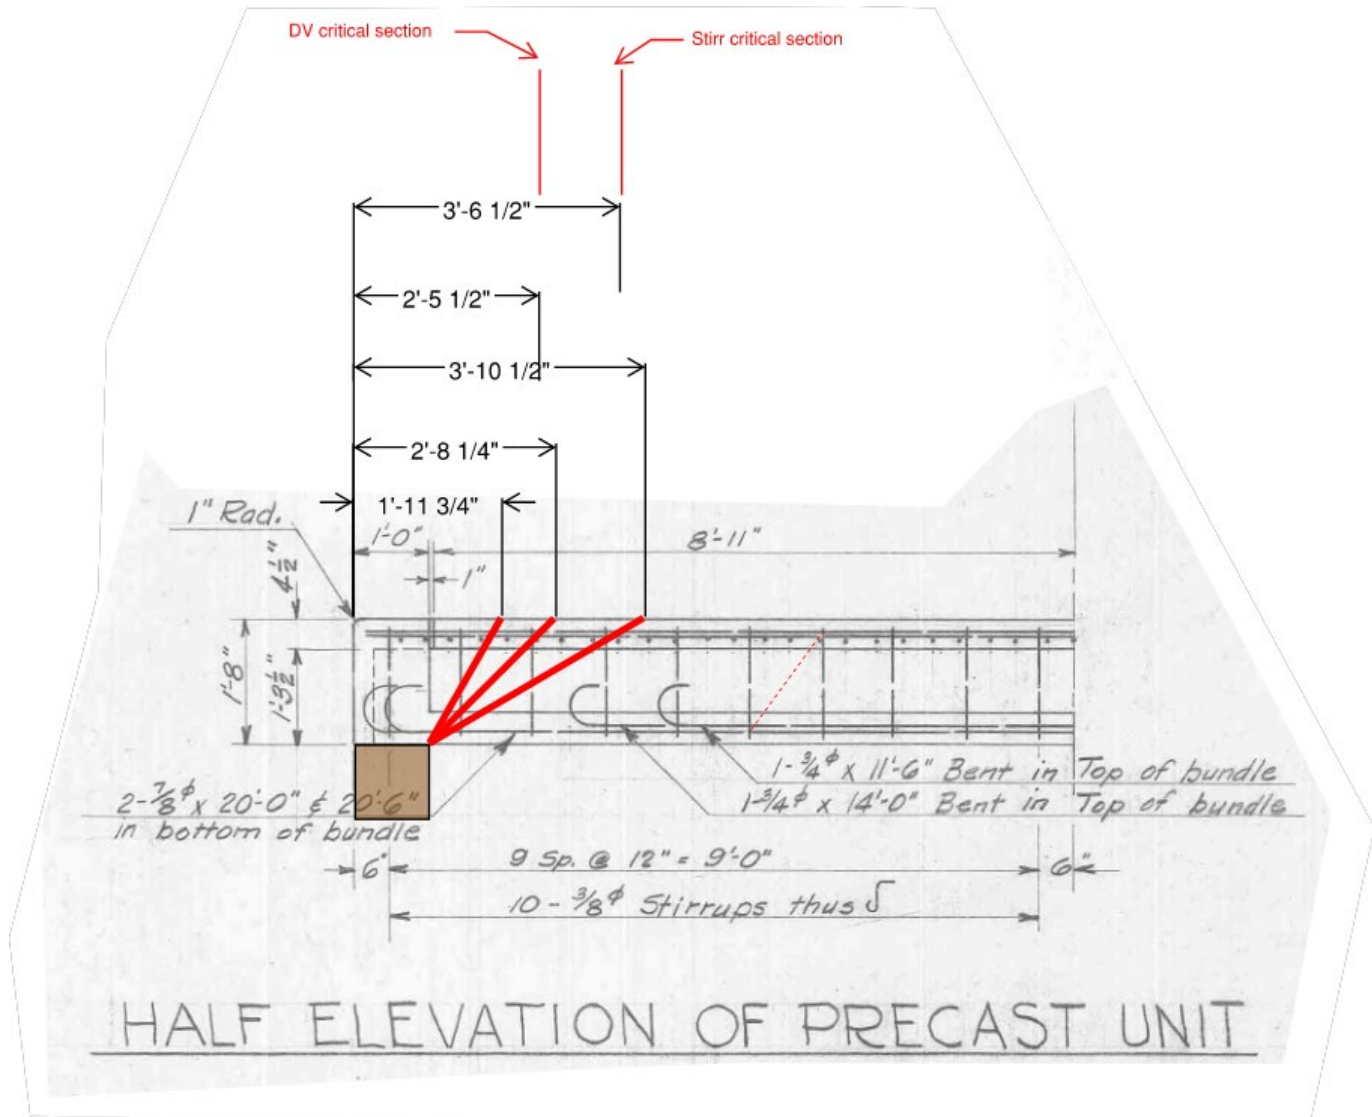 DV critical section
Stirr critical section
3'-6 1/2"
2'-5 1/2"
3'-10 1/2"
2'-8 1/4"
1'-11 3/4"
1" Rad.
1'-0"
8'-11"
4½"
1"
1'-8"
1'-3½"
1-¾ϕ x 11'-6" Bent in Top of bundle
1-¾ϕ x 14'-0" Bent in Top of bundle
2-⅞ϕ x 20'-0" & 20'-6"
in bottom of bundle
6"
9 Sp. @ 12" = 9'-0"
6"
10 - ⅜ϕ Stirrups thus
HALF ELEVATION OF PRECAST UNIT